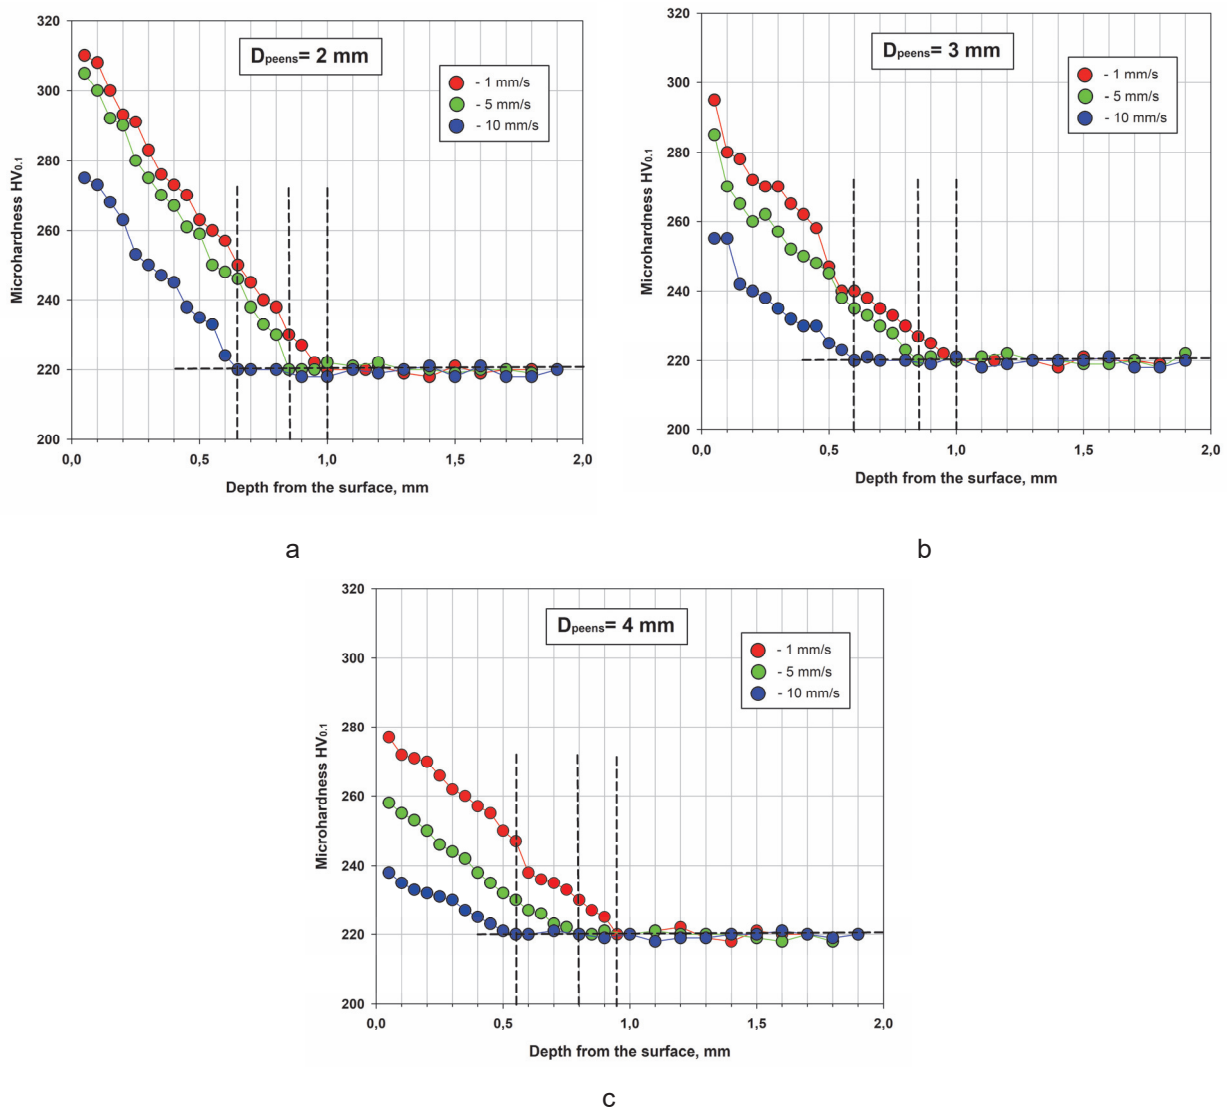 D peens = 2 mm
- 1 mm/s
- 5 mm/s
- 10 mm/s
Microhardness HV0.1
320
300
280
260
240
220
200
0,0 0,5 1,0 1,5 2,0
Depth from the surface, mm
a
D peens = 3 mm
- 1 mm/s
- 5 mm/s
- 10 mm/s
Microhardness HV0.1
320
300
280
260
240
220
200
0,0 0,5 1,0 1,5 2,0
Depth from the surface, mm
b
D peens = 4 mm
- 1 mm/s
- 5 mm/s
- 10 mm/s
Microhardness HV0.1
320
300
280
260
240
220
200
0,0 0,5 1,0 1,5 2,0
Depth from the surface, mm
c